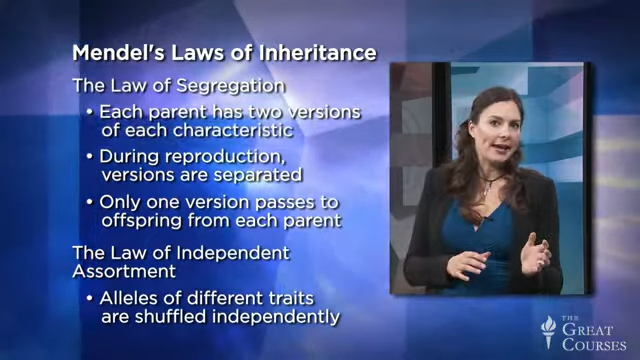 Mendel's Laws of Inheritance
The Law of Segregation
• Each parent has two versions
of each characteristic
• During reproduction,
versions are separated
• Only one version passes to
offspring from each parent
The Law of Independent
Assortment
• Alleles of different traits
are shuffled independently
THE
GREAT
COURSES